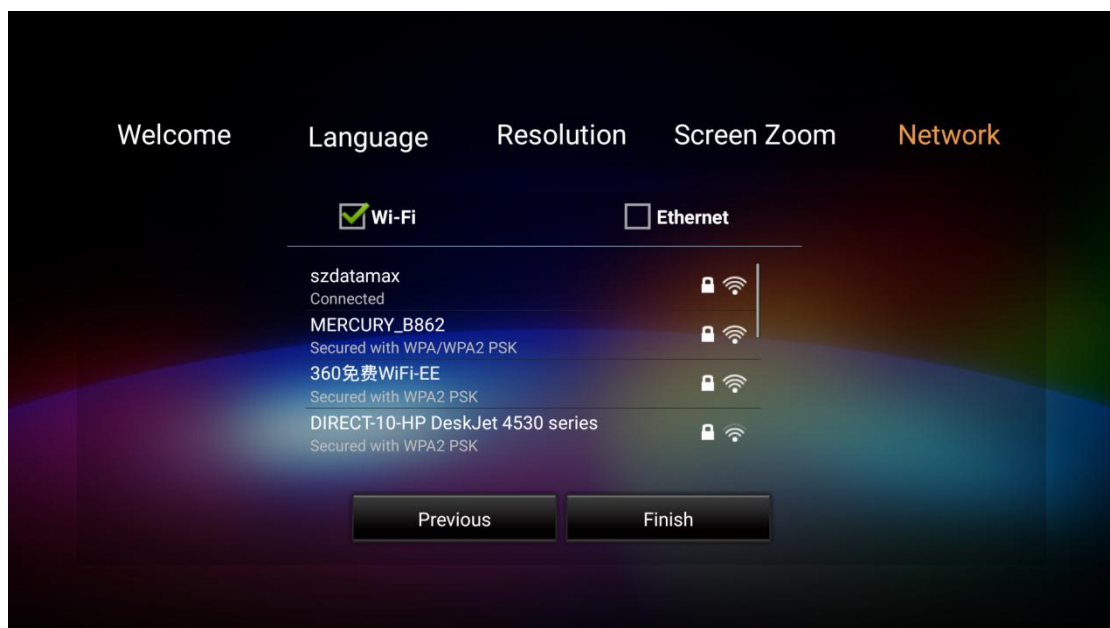 Welcome Language Resolution Screen Zoom Network
Wi-Fi Ethernet
szdatamax
Connected
MERCURY_B862
Secured with WPA/WPA2 PSK
360免费WiFi-EE
Secured with WPA2 PSK
DIRECT-10-HP DeskJet 4530 series
Secured with WPA2 PSK
Previous Finish